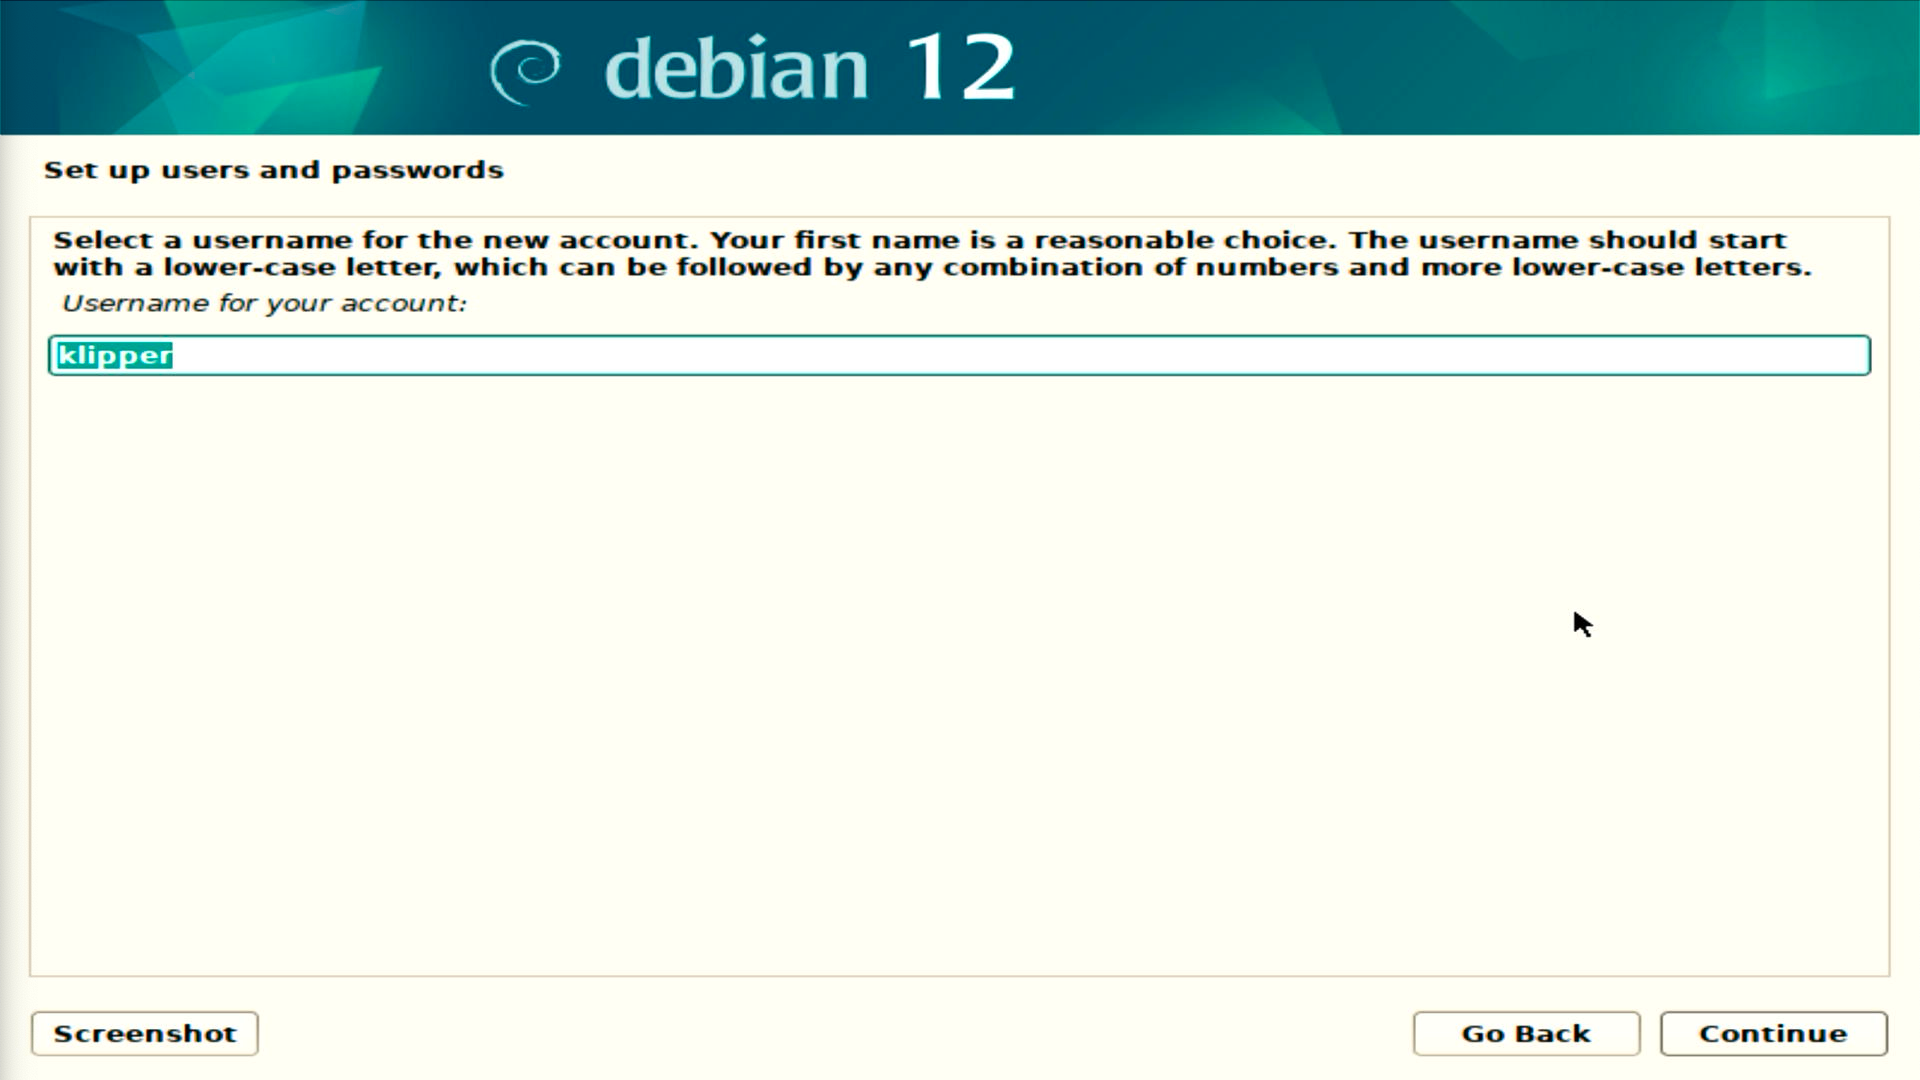 debian 12
Set up users and passwords
Select a username for the new account. Your first name is a reasonable choice. The username should start
with a lower-case letter, which can be followed by any combination of numbers and more lower-case letters.
Username for your account:
klipper
Screenshot
Go Back
Continue